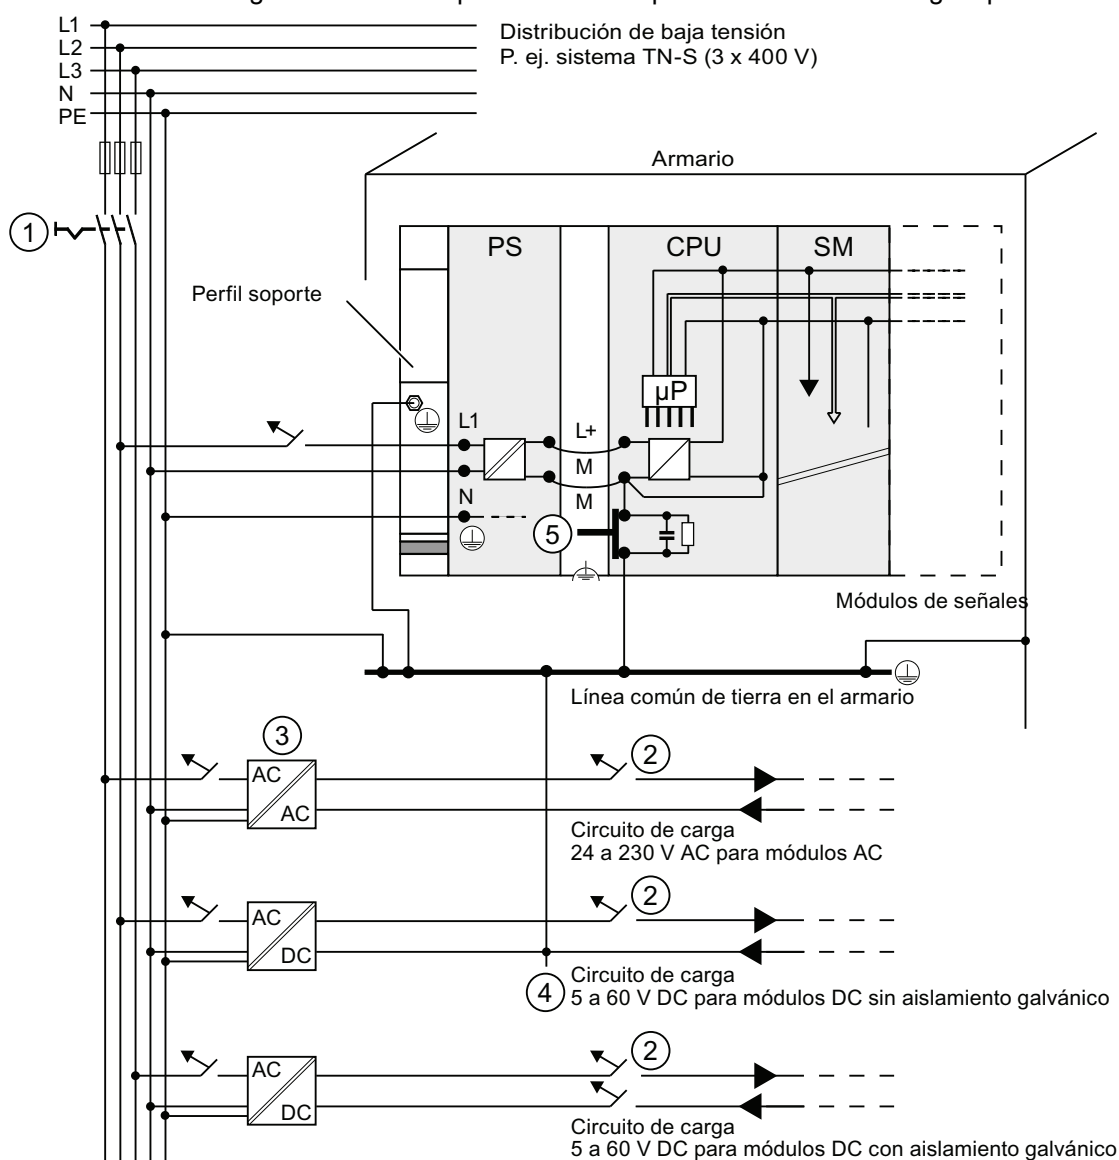 L1
L2
L3
N
PE
Distribución de baja tensión
P. ej. sistema TN-S (3 x 400 V)
Armario
1
PS
CPU
SM
Perfil soporte
µP
L1
L+
M
N
M
5
Módulos de señales
Línea común de tierra en el armario
3
2
AC
AC
Circuito de carga
24 a 230 V AC para módulos AC
2
AC
DC
4
Circuito de carga
5 a 60 V DC para módulos DC sin aislamiento galvánico
2
AC
DC
Circuito de carga
5 a 60 V DC para módulos DC con aislamiento galvánico